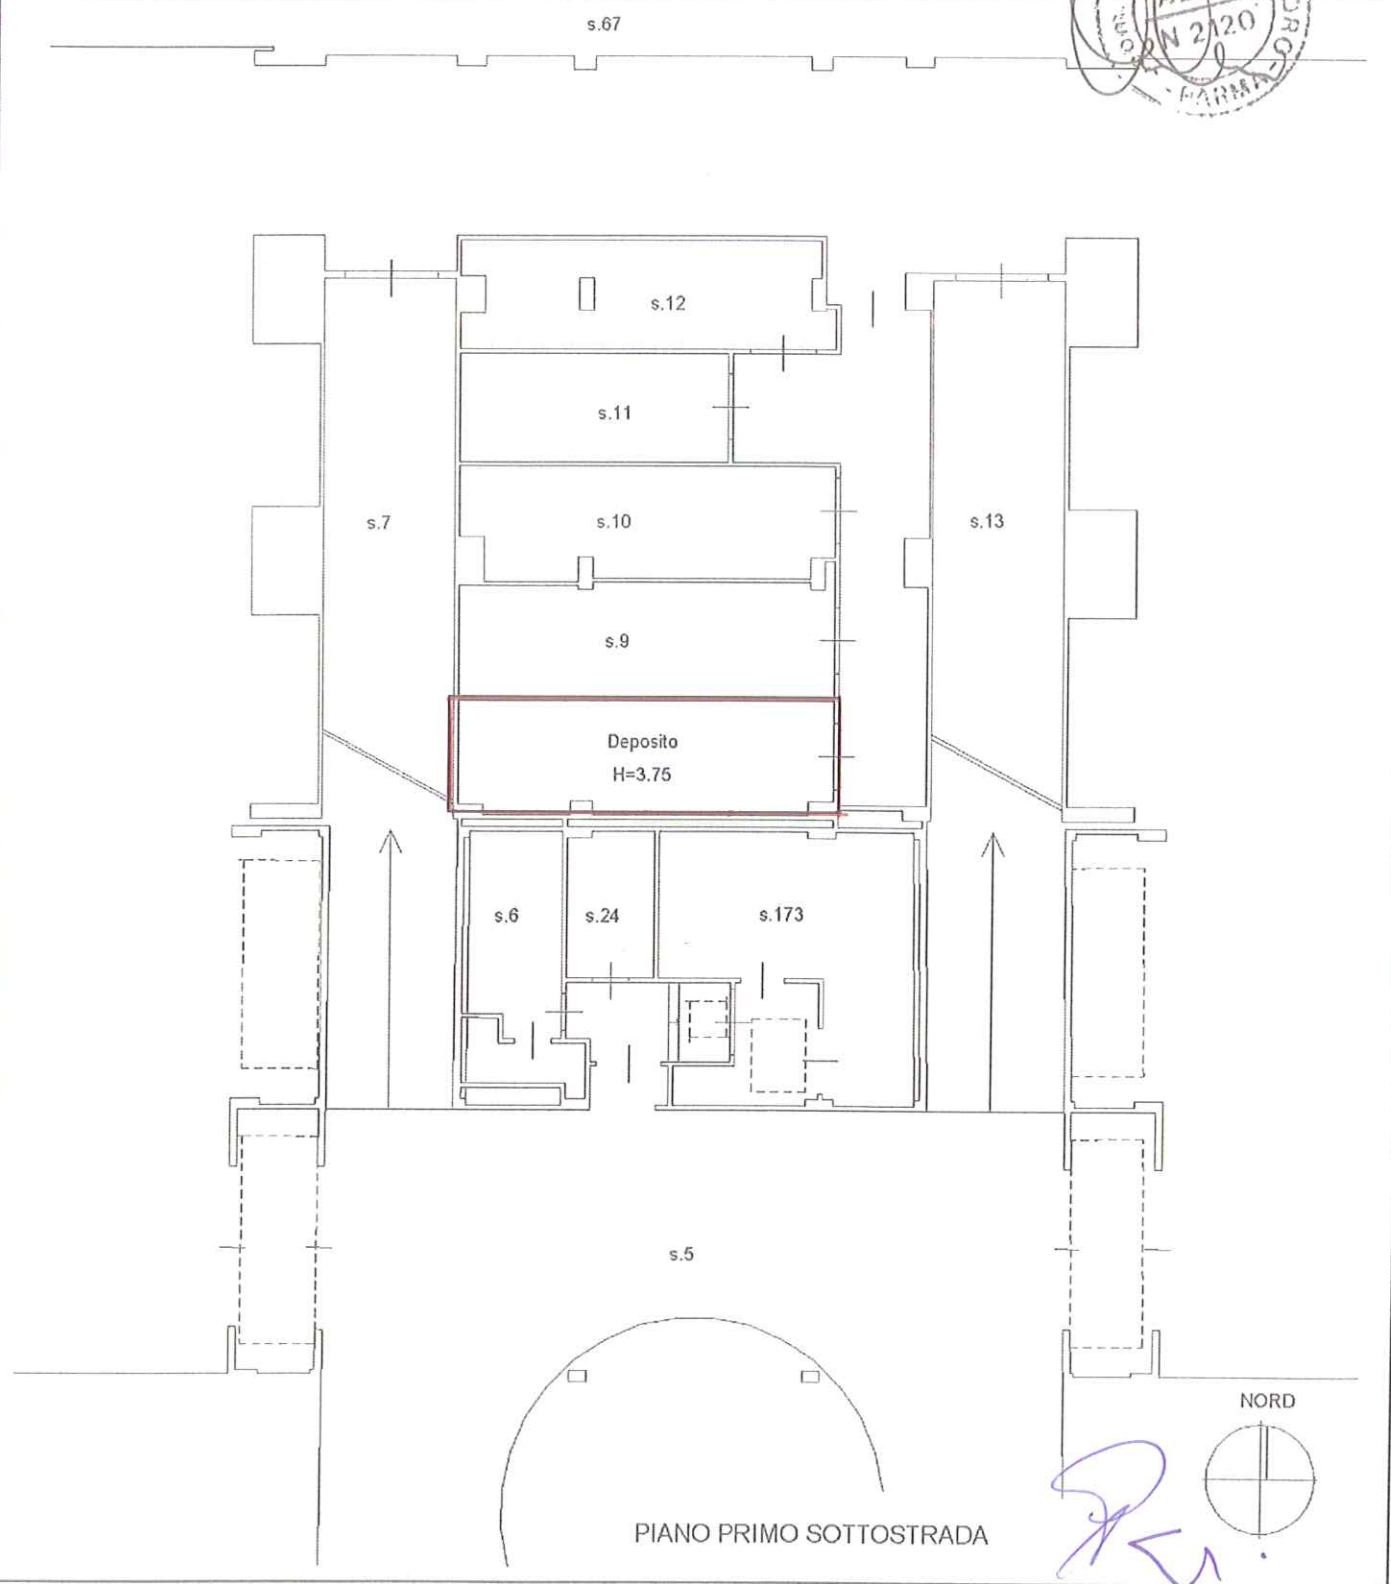 s.67
N 2120
- PARMA -
s.12
s.11
s.7
s.10
s.13
s.9
Deposito
H=3.75
s.6
s.24
s.173
s.5
NORD
PIANO PRIMO SOTTOSTRADA